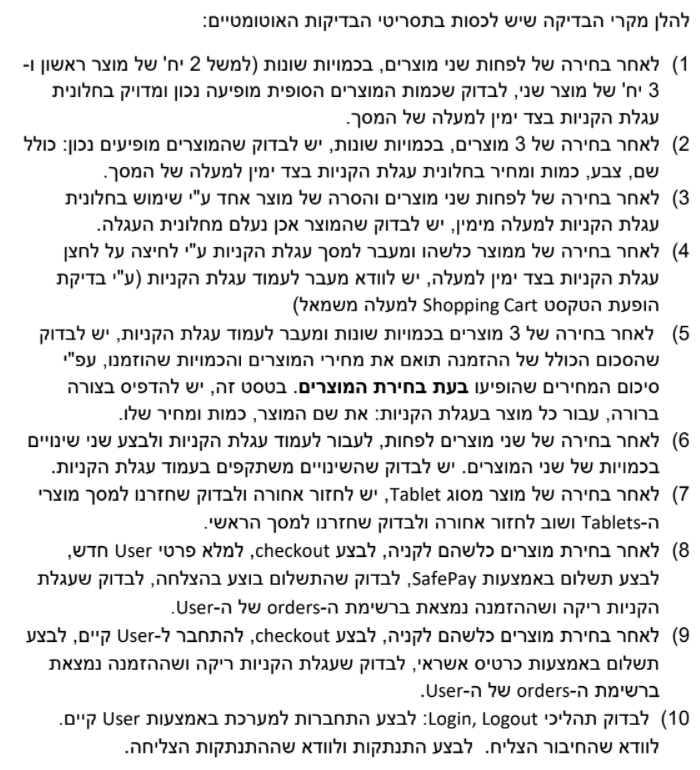 להלן מקרי הבדיקה שיש לכסות בתסריטי הבדיקות האוטומטיים:
1) לאחר בחירה של לפחות שני מוצרים, בכמויות שונות (למשל 2 יח' של מוצר ראשון ו-
3 יח' של מוצר שני, לבדוק שכמות המוצרים הסופית מופיעה נכון ומדויק בחלונית
עגלת הקניות בצד ימין למעלה של המסך.
2) לאחר בחירה של 3 מוצרים, בכמויות שונות, יש לבדוק שהמוצרים מופיעים נכון: כולל
שם, צבע, כמות ומחיר בחלונית עגלת הקניות בצד ימין למעלה של המסך.
3) לאחר בחירה של לפחות שני מוצרים והסרה של מוצר אחד ע"י שימוש בחלונית
עגלת הקניות למעלה מימין, יש לבדוק שהמוצר אכן נעלם מחלונית העגלה.
4) לאחר בחירה של ממוצר כלשהו ומעבר למסך עגלת הקניות ע"י לחיצה על לחצן
עגלת הקניות בצד ימין למעלה, יש לוודא מעבר לעמוד עגלת הקניות (ע"י בדיקת
הופעת הטקסט Shopping Cart למעלה משמאל)
5) לאחר בחירה של 3 מוצרים בכמויות שונות ומעבר לעמוד עגלת הקניות, יש לבדוק
שהסכום הכולל של ההזמנה תואם את מחירי המוצרים והכמויות שהוזמנו, עפ"י
סיכום המחירים שהופיעו בעת בחירת המוצרים. בטסט זה, יש להדפיס בצורה
ברורה, עבור כל מוצר בעגלת הקניות: את שם המוצר, כמות ומחיר שלו.
6) לאחר בחירה של שני מוצרים לפחות, לעבור לעמוד עגלת הקניות ולבצע שני שינויים
בכמויות של שני המוצרים. יש לבדוק שהשינויים משתקפים בעמוד עגלת הקניות.
7) לאחר בחירה של מוצר מסוג Tablet, יש לחזור אחורה ולבדוק שחזרנו למסך מוצרי
ה-Tablets ושוב לחזור אחורה ולבדוק שחזרנו למסך הראשי.
8) לאחר בחירת מוצרים כלשהם לקניה, לבצע checkout, למלא פרטי User חדש,
לבצע תשלום באמצעות SafePay, לבדוק שהתשלום בוצע בהצלחה, לבדוק שעגלת
הקניות ריקה ושההזמנה נמצאת ברשימת ה-orders של ה-User.
9) לאחר בחירת מוצרים כלשהם לקניה, לבצע checkout, להתחבר ל-User קיים, לבצע
תשלום באמצעות כרטיס אשראי, לבדוק שעגלת הקניות ריקה ושההזמנה נמצאת
ברשימת ה-orders של ה-User.
10) לבדוק תהליכי Login, Logout: לבצע התחברות למערכת באמצעות User קיים.
לוודא שהחיבור הצליח. לבצע התנתקות ולוודא שההתנתקות הצליחה.